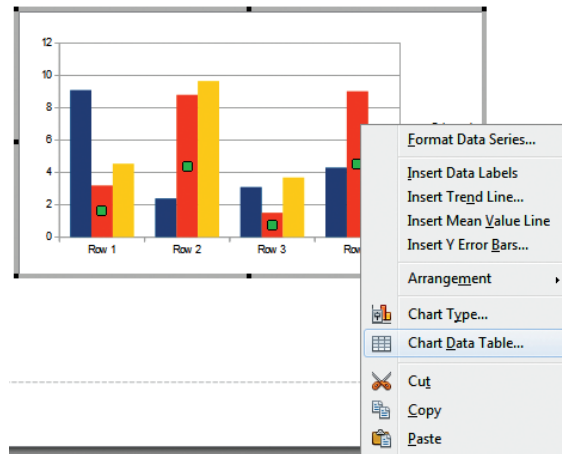 12
10
8
6
4
2
0
Row 1 Row 2 Row 3
Format Data Series...
Insert Data Labels
Insert Trend Line...
Insert Mean Value Line
Insert Y Error Bars...
Arrangement
Chart Type...
Chart Data Table...
Cut
Copy
Paste